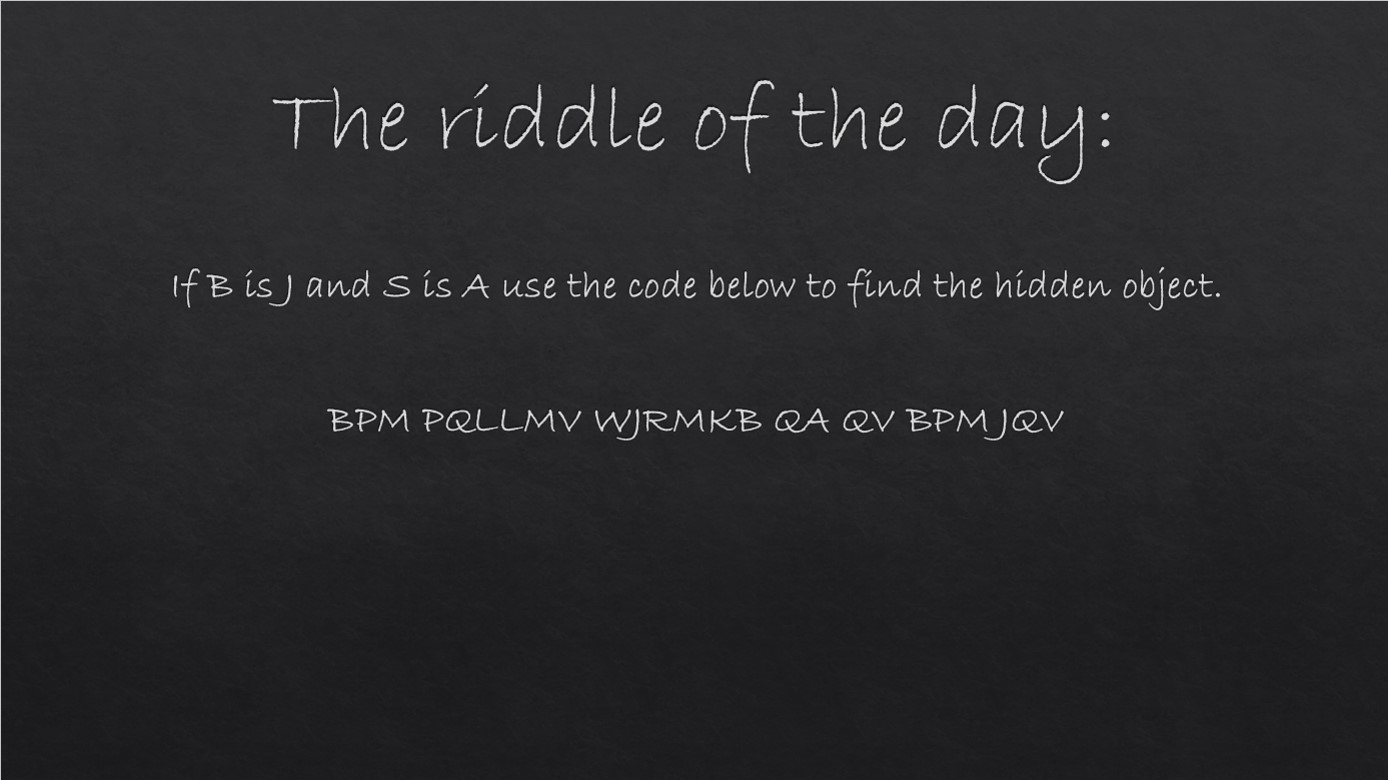 The riddle of the day:
If B is J and S is A use the code below to find the hidden object.
BPM PQLLMV WJRMKB QA QV BPM JQV